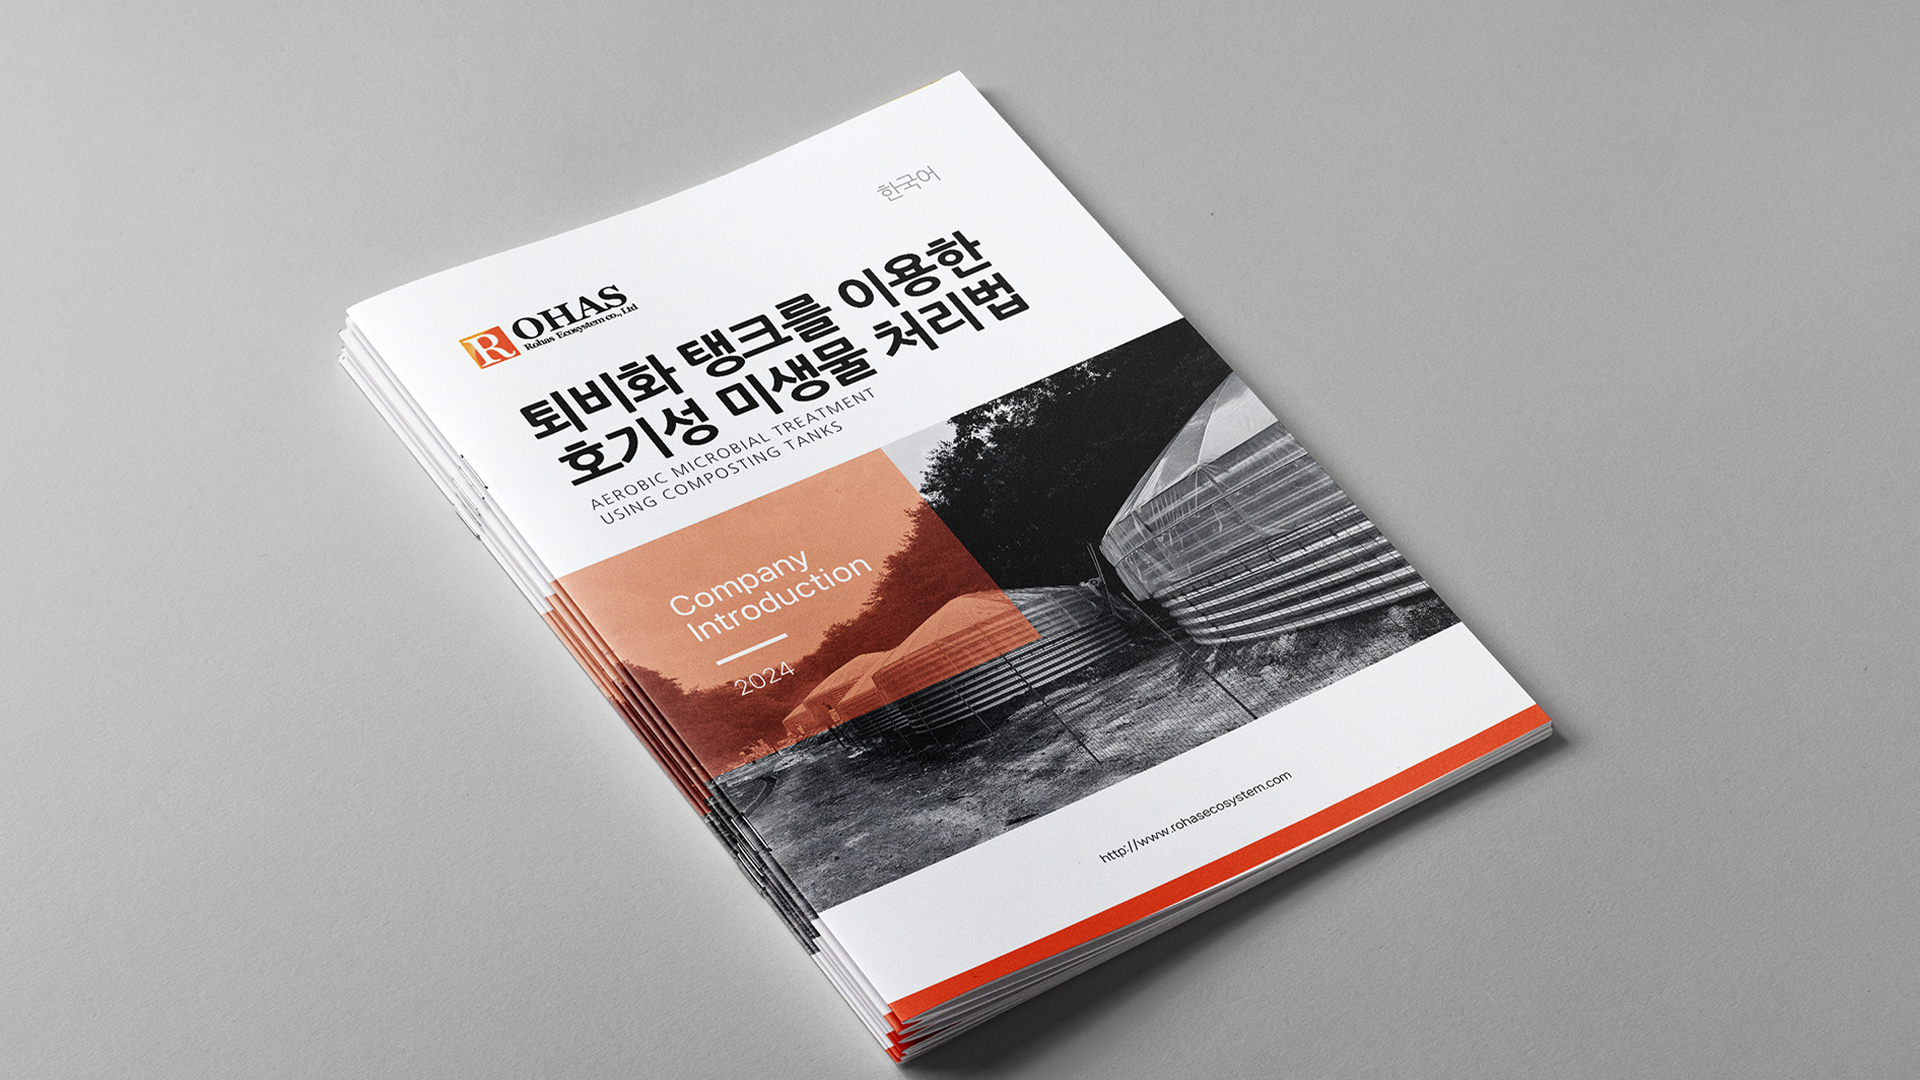 한국어
ROHAS
Rohas Ecosystem co., Ltd
퇴비화 탱크를 이용한
호기성 미생물 처리법
AEROBIC MICROBIAL TREATMENT
USING COMPOSTING TANKS
Company
Introduction
2024
http://www.rohasecosystem.com